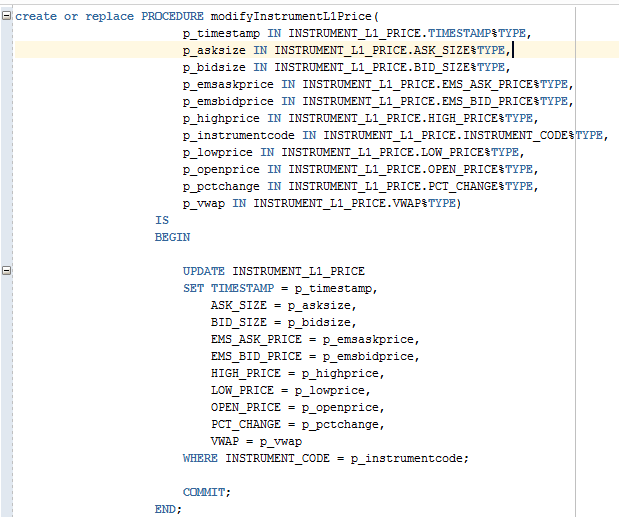 create or replace PROCEDURE modifyInstrumentL1Price(
p_timestamp IN INSTRUMENT_L1_PRICE.TIMESTAMP%TYPE,
p_asksize IN INSTRUMENT_L1_PRICE.ASK_SIZE%TYPE,
p_bidsize IN INSTRUMENT_L1_PRICE.BID_SIZE%TYPE,
p_emsaskprice IN INSTRUMENT_L1_PRICE.EMS_ASK_PRICE%TYPE,
p_emsbidprice IN INSTRUMENT_L1_PRICE.EMS_BID_PRICE%TYPE,
p_highprice IN INSTRUMENT_L1_PRICE.HIGH_PRICE%TYPE,
p_instrumentcode IN INSTRUMENT_L1_PRICE.INSTRUMENT_CODE%TYPE,
p_lowprice IN INSTRUMENT_L1_PRICE.LOW_PRICE%TYPE,
p_openprice IN INSTRUMENT_L1_PRICE.OPEN_PRICE%TYPE,
p_pctchange IN INSTRUMENT_L1_PRICE.PCT_CHANGE%TYPE,
p_vwap IN INSTRUMENT_L1_PRICE.VWAP%TYPE)
IS
BEGIN
UPDATE INSTRUMENT_L1_PRICE
SET TIMESTAMP = p_timestamp,
ASK_SIZE = p_asksize,
BID_SIZE = p_bidsize,
EMS_ASK_PRICE = p_emsaskprice,
EMS_BID_PRICE = p_emsbidprice,
HIGH_PRICE = p_highprice,
LOW_PRICE = p_lowprice,
OPEN_PRICE = p_openprice,
PCT_CHANGE = p_pctchange,
VWAP = p_vwap
WHERE INSTRUMENT_CODE = p_instrumentcode;
COMMIT;
END;